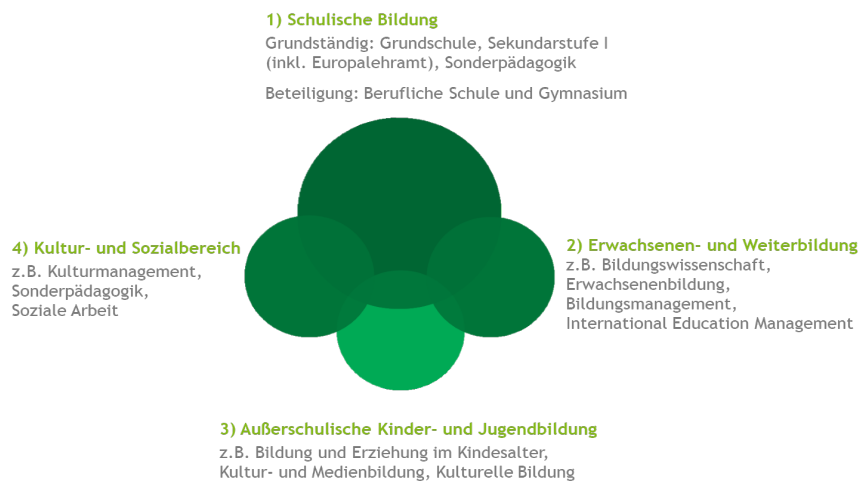 1) Schulische Bildung
Grundständig: Grundschule, Sekundarstufe I
(inkl. Europalehramt), Sonderpädagogik
Beteiligung: Berufliche Schule und Gymnasium
4) Kultur- und Sozialbereich
z.B. Kulturmanagement,
Sonderpädagogik,
Soziale Arbeit
2) Erwachsenen- und Weiterbildung
z.B. Bildungswissenschaft,
Erwachsenenbildung,
Bildungsmanagement,
International Education Management
3) Außerschulische Kinder- und Jugendbildung
z.B. Bildung und Erziehung im Kindesalter,
Kultur- und Medienbildung, Kulturelle Bildung